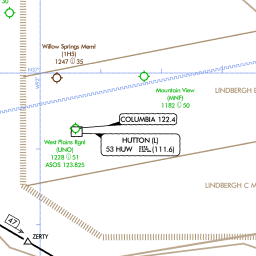 Willow Springs Meml
(1H5)
1247 35
Mountain View
(MNF)
1182 50
LINDBERGH
COLUMBIA 122.4
HUTTON (L)
53 HUW (111.6)
West Plains Rgnl
(UNO)
1228 51
ASOS 123.825
LINDBERGH C M
47
ZERTY